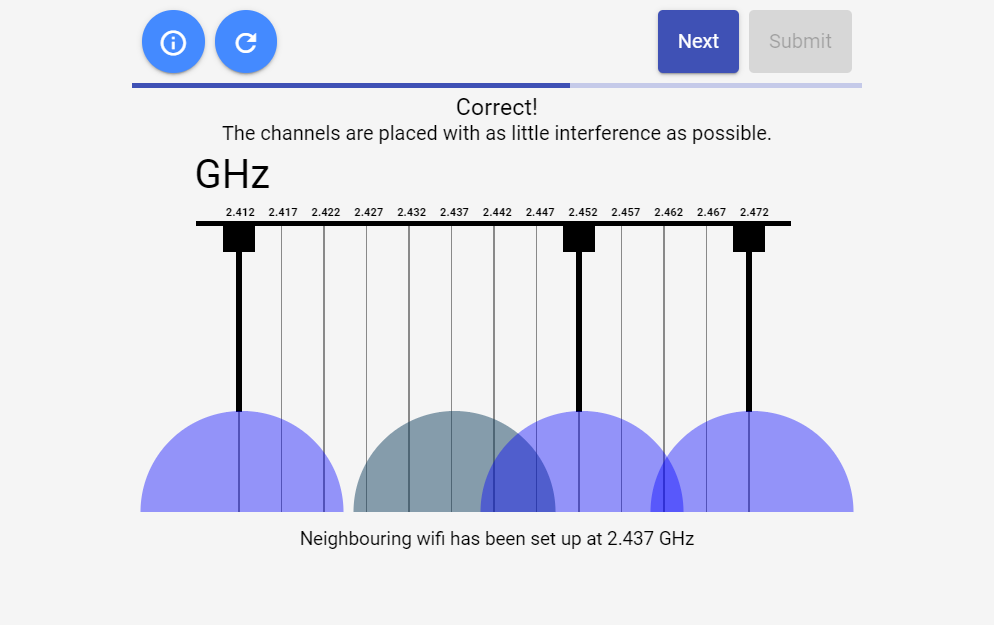 Next
Submit
Correct!
The channels are placed with as little interference as possible.
GHz
2.412 2.417 2.422 2.427 2.432 2.437 2.442 2.447 2.452 2.457 2.462 2.467 2.472
Neighbouring wifi has been set up at 2.437 GHz